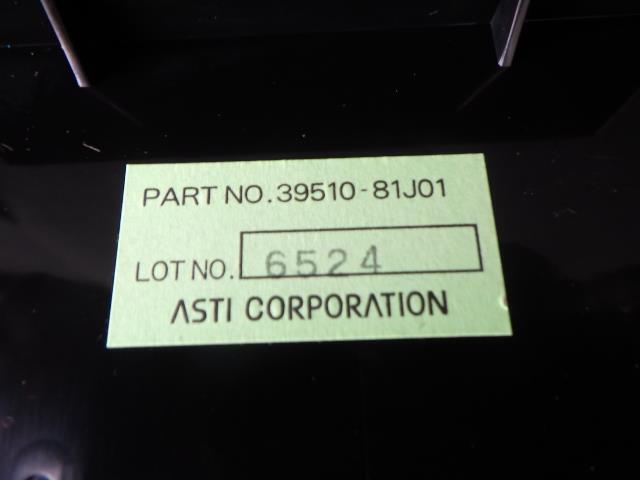 PART NO. 39510-81J01
LOT NO. 6524
ASTI CORPORATION